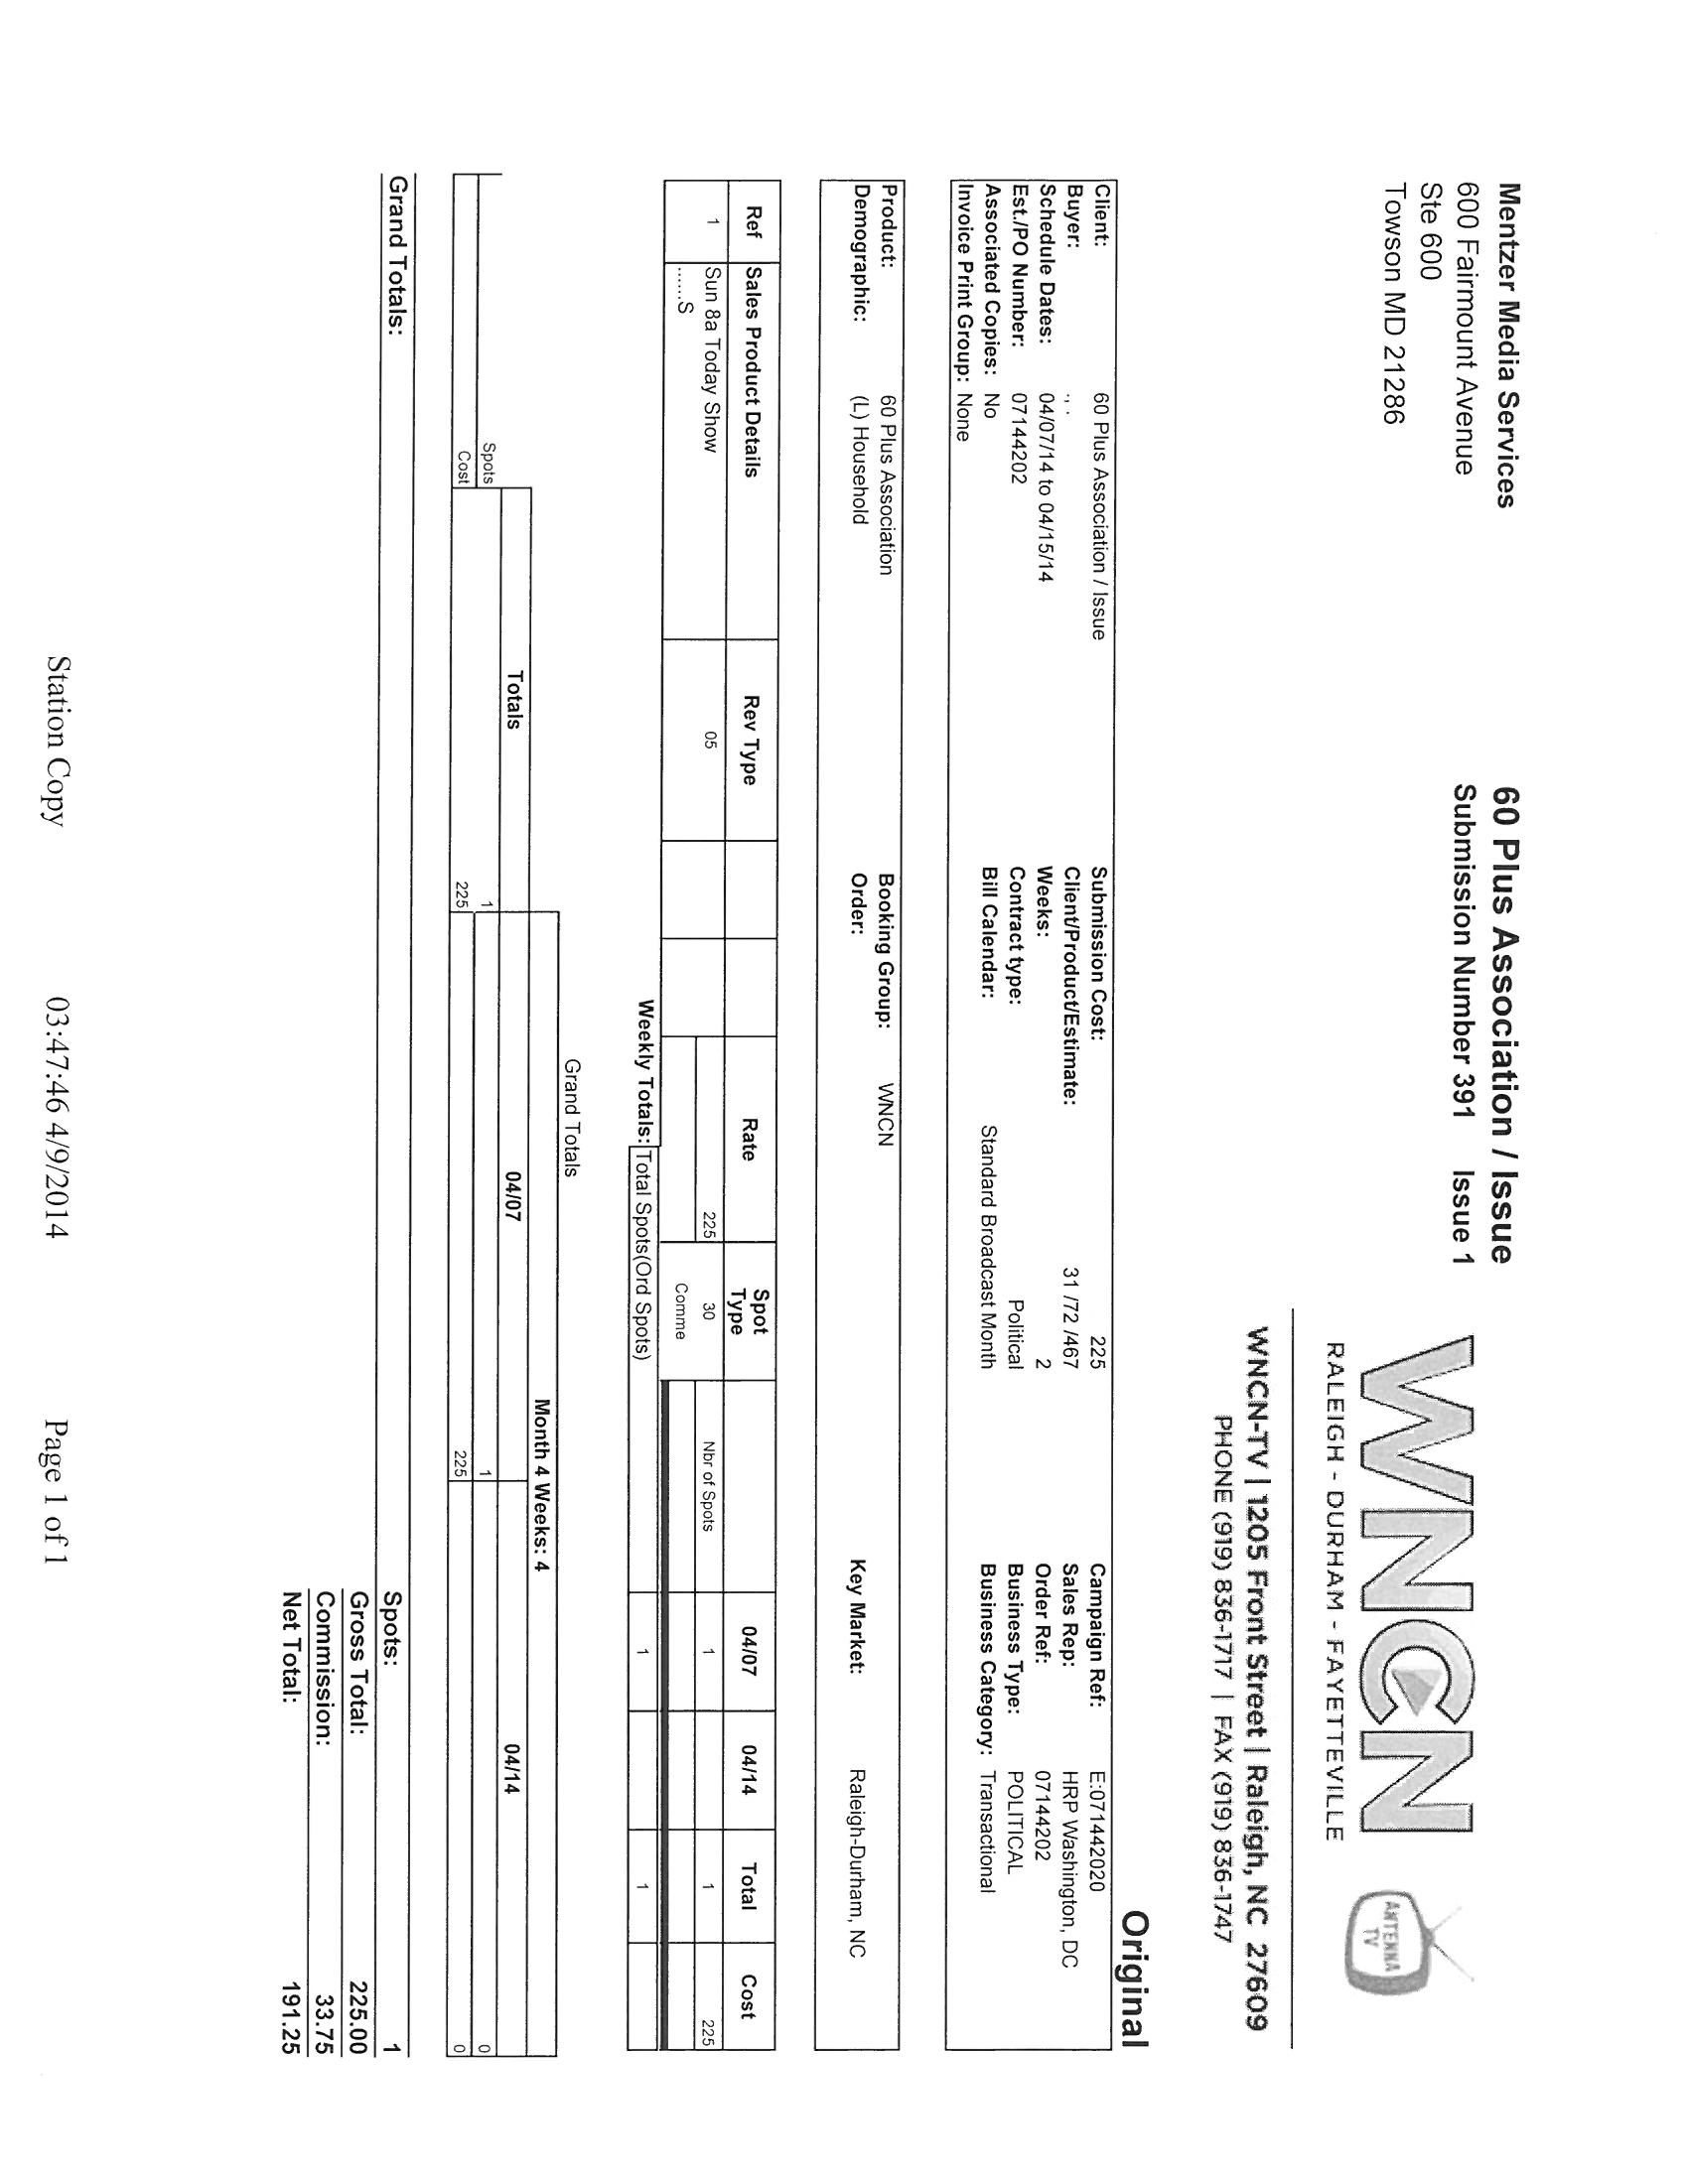 Mentzer Media Services
600 Fairmount Avenue
Ste 600
Towson MD 21286
60 Plus Association / Issue
Submission Number 391 Issue 1
WNCN
RALEIGH - DURHAM - FAYETTEVILLE
ANTENNA
TV
WNCN-TV | 1205 Front Street | Raleigh, NC 27609
PHONE (919) 836-1717 | FAX (919) 836-1747
Original
Client: 60 Plus Association / Issue Submission Cost: 225 Campaign Ref: E:071442020
Buyer: Client/Product/Estimate: 31 /72 /467 Sales Rep: HRP Washington, DC
Schedule Dates: 04/07/14 to 04/15/14 Weeks: 2 Order Ref: 07144202
Est./PO Number: 07144202 Contract type: Political Business Type: POLITICAL
Associated Copies: No Bill Calendar: Standard Broadcast Month Business Category: Transactional
Invoice Print Group: None
Product: 60 Plus Association Booking Group: WNCN
Demographic: (L) Household Order: Key Market: Raleigh-Durham, NC
Ref Sales Product Details Rev Type Rate Spot Type 04/07 04/14 Total Cost
1 Sun 8a Today Show 05 225 30 Nbr of Spots 1 1 225
......S Comme
Weekly Totals: Total Spots(Ord Spots) 1 1
Grand Totals
Month 4 Weeks: 4
Totals 04/07 04/14
Spots 1 1 0
Cost 225 225 0
Grand Totals: Spots: 1
Gross Total: 225.00
Commission: 33.75
Net Total: 191.25
Station Copy 03:47:46 4/9/2014 Page 1 of 1